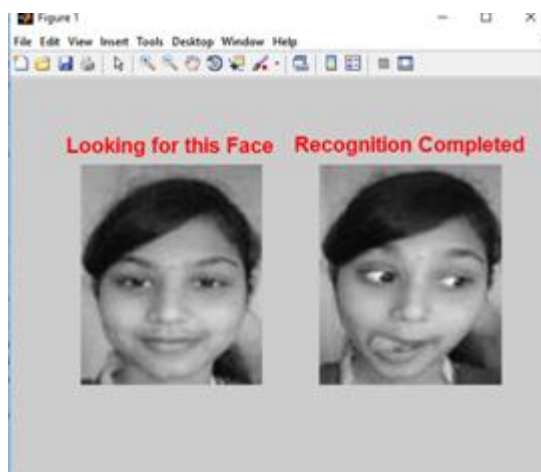 Figure 1
File Edit View Insert Tools Desktop Window Help
Looking for this Face Recognition Completed